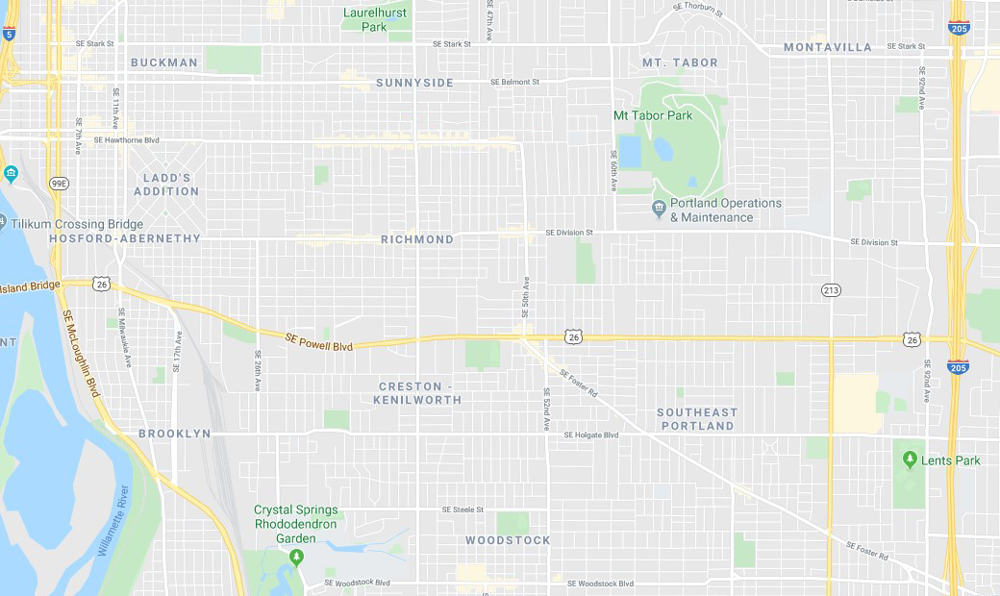 Laurelhurst
Park
SE 47th Ave
SE Thorburn St
5
205
SE Stark St
SE Stark St
MONTAVILLA
SE Stark St
BUCKMAN
MT. TABOR
SUNNYSIDE
SE Belmont St
SE 92nd Ave
SE 11th Ave
SE 7th Ave
Mt Tabor Park
SE Hawthorne Blvd
SE 60th Ave
99E
LADD'S
ADDITION
Portland Operations
& Maintenance
Tilikum Crossing Bridge
HOSFORD-ABERNETHY
RICHMOND
SE Division St
SE Division St
Island Bridge
26
SE 50th Ave
213
SE McLoughlin Blvd
SE Milwaukie Ave
SE 17th Ave
SE Powell Blvd
26
26
NT
SE 26th Ave
205
SE 92nd Ave
CRESTON -
KENILWORTH
SE Foster Rd
SE 52nd Ave
SOUTHEAST
PORTLAND
BROOKLYN
SE Holgate Blvd
Lents Park
Willamette River
Crystal Springs
Rhododendron
Garden
SE Steele St
WOODSTOCK
SE Foster Rd
SE Woodstock Blvd
SE Woodstock Blvd